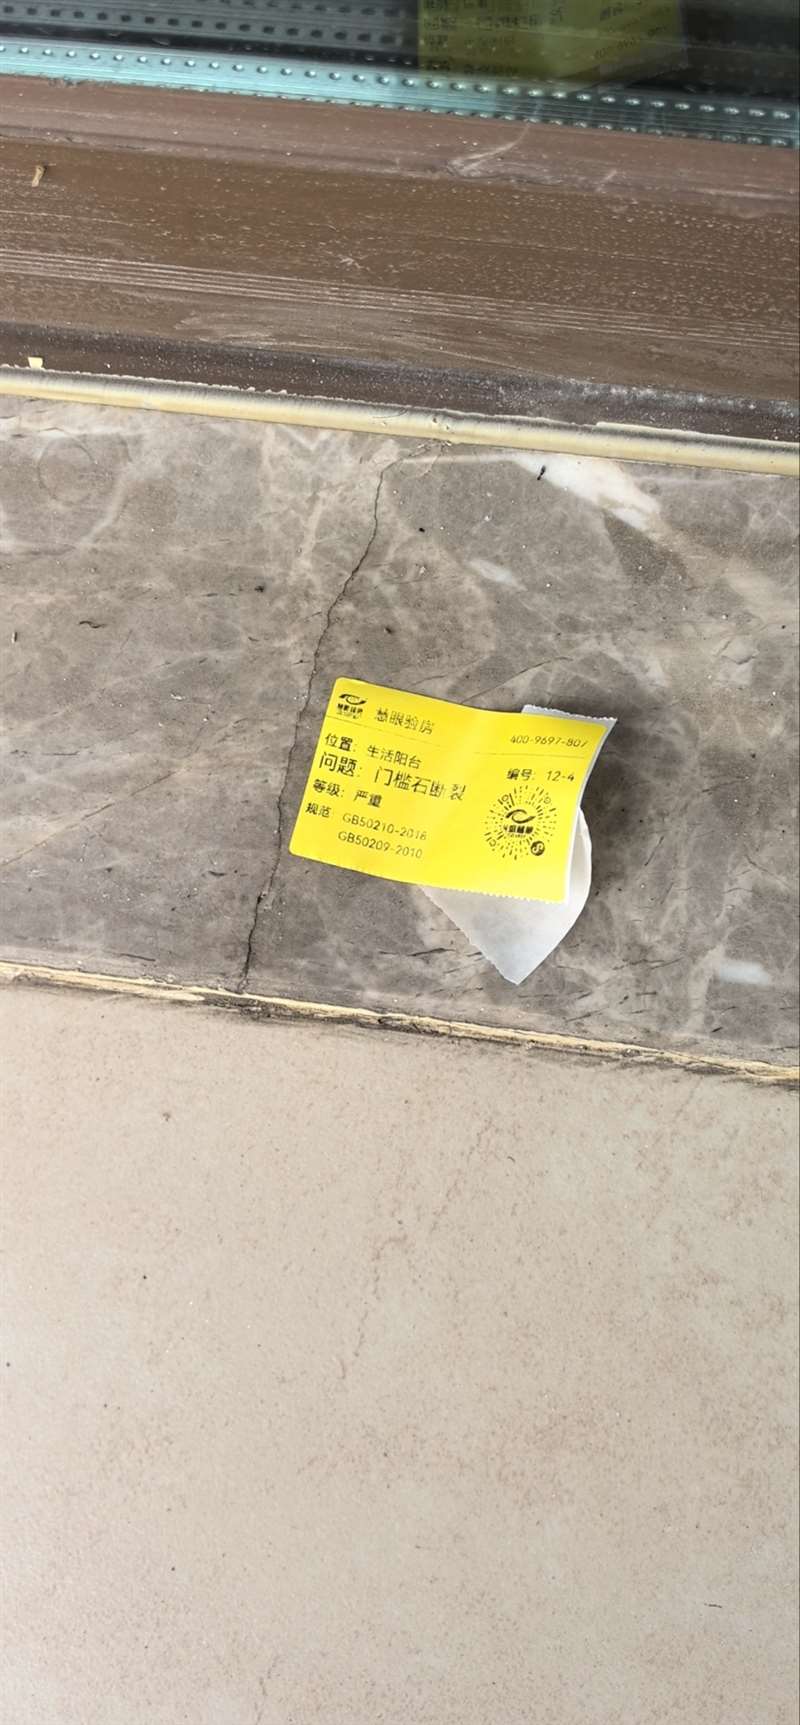 慧眼验房
400-9697-807
位置: 生活阳台
编号: 12-4
问题: 门槛石断裂
等级: 严重
规范 GB50210-2018
GB50209-2010